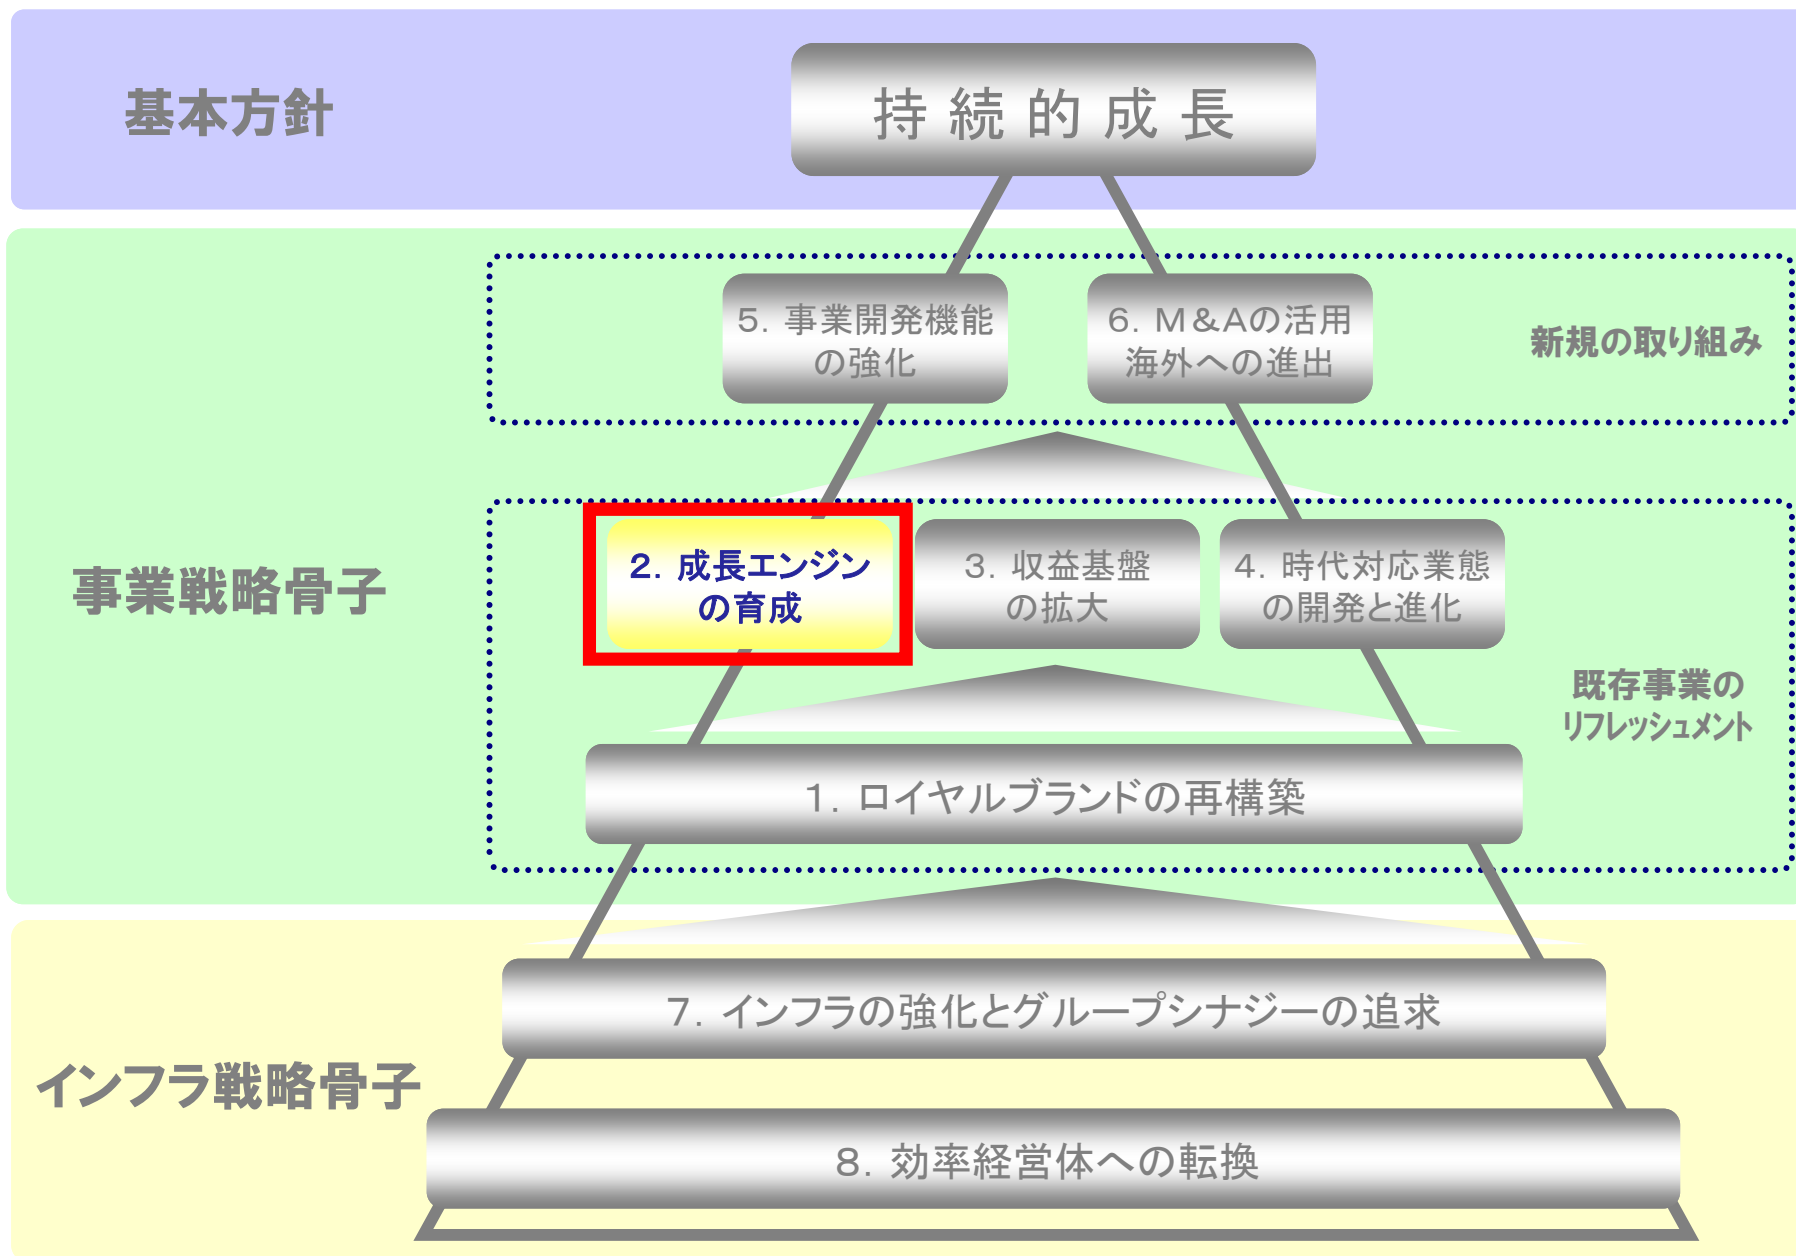 基本方針
持続的成長
5. 事業開発機能
の強化
6. M&Aの活用
海外への進出
新規の取り組み
事業戦略骨子
2. 成長エンジン
の育成
3. 収益基盤
の拡大
4. 時代対応業態
の開発と進化
既存事業の
リフレッシュメント
1. ロイヤルブランドの再構築
インフラ戦略骨子
7. インフラの強化とグループシナジーの追求
8. 効率経営体への転換